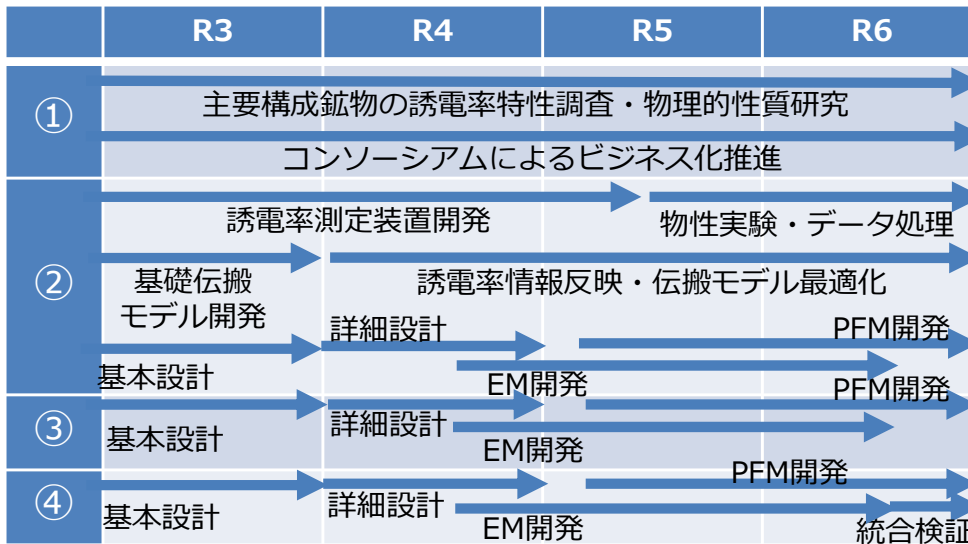 R3 R4 R5 R6
①
主要構成鉱物の誘電率特性調査・物理的性質研究
コンソーシアムによるビジネス化推進
②
誘電率測定装置開発 物性実験・データ処理
基礎伝搬
モデル開発
誘電率情報反映・伝搬モデル最適化
基本設計 詳細設計 EM開発 PFM開発
③
基本設計 詳細設計 EM開発 PFM開発
④
基本設計 詳細設計 EM開発 PFM開発
統合検証